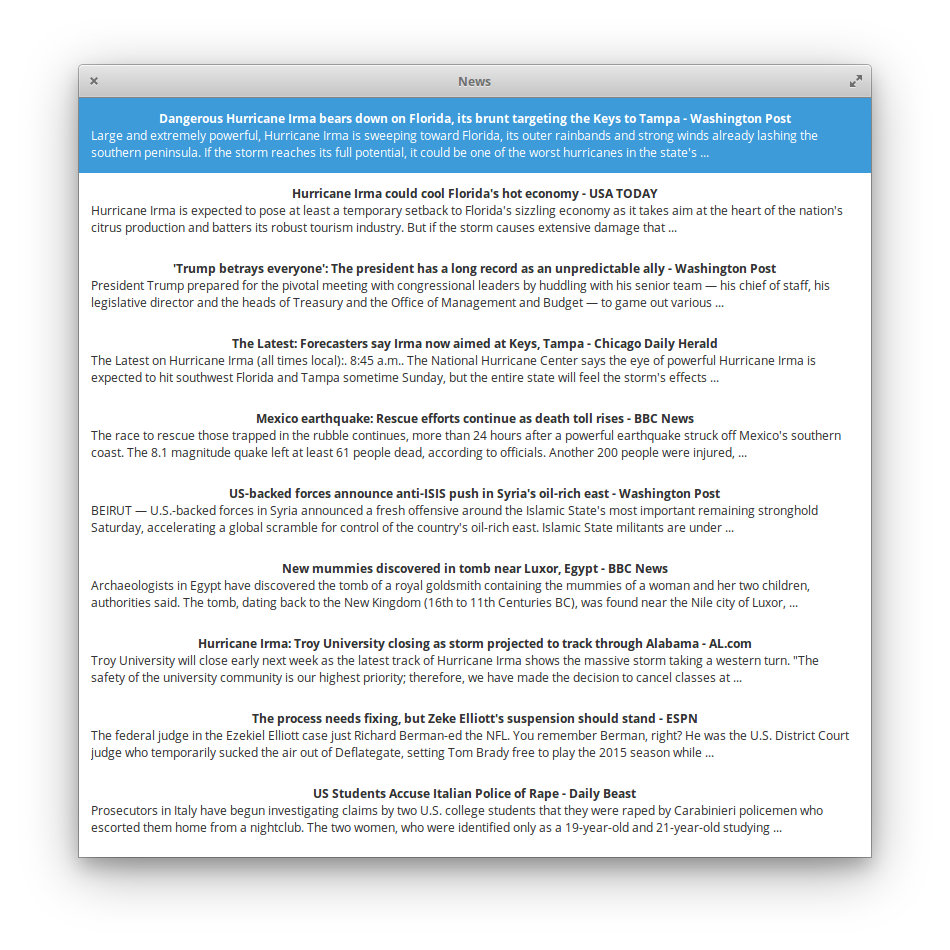 News
Dangerous Hurricane Irma bears down on Florida, its brunt targeting the Keys to Tampa - Washington Post
Large and extremely powerful, Hurricane Irma is sweeping toward Florida, its outer rainbands and strong winds already lashing the
southern peninsula. If the storm reaches its full potential, it could be one of the worst hurricanes in the state's ...
Hurricane Irma could cool Florida's hot economy - USA TODAY
Hurricane Irma is expected to pose at least a temporary setback to Florida's sizzling economy as it takes aim at the heart of the nation's
citrus production and batters its robust tourism industry. But if the storm causes extensive damage that ...
'Trump betrays everyone': The president has a long record as an unpredictable ally - Washington Post
President Trump prepared for the pivotal meeting with congressional leaders by huddling with his senior team — his chief of staff, his
legislative director and the heads of Treasury and the Office of Management and Budget — to game out various ...
The Latest: Forecasters say Irma now aimed at Keys, Tampa - Chicago Daily Herald
The Latest on Hurricane Irma (all times local):. 8:45 a.m.. The National Hurricane Center says the eye of powerful Hurricane Irma is
expected to hit southwest Florida and Tampa sometime Sunday, but the entire state will feel the storm's effects ...
Mexico earthquake: Rescue efforts continue as death toll rises - BBC News
The race to rescue those trapped in the rubble continues, more than 24 hours after a powerful earthquake struck off Mexico's southern
coast. The 8.1 magnitude quake left at least 61 people dead, according to officials. Another 200 people were injured, ...
US-backed forces announce anti-ISIS push in Syria's oil-rich east - Washington Post
BEIRUT — U.S.-backed forces in Syria announced a fresh offensive around the Islamic State's most important remaining stronghold
Saturday, accelerating a global scramble for control of the country's oil-rich east. Islamic State militants are under ...
New mummies discovered in tomb near Luxor, Egypt - BBC News
Archaeologists in Egypt have discovered the tomb of a royal goldsmith containing the mummies of a woman and her two children,
authorities said. The tomb, dating back to the New Kingdom (16th to 11th Centuries BC), was found near the Nile city of Luxor, ...
Hurricane Irma: Troy University closing as storm projected to track through Alabama - AL.com
Troy University will close early next week as the latest track of Hurricane Irma shows the massive storm taking a western turn. "The
safety of the university community is our highest priority; therefore, we have made the decision to cancel classes at ...
The process needs fixing, but Zeke Elliott's suspension should stand - ESPN
The federal judge in the Ezekiel Elliott case just Richard Berman-ed the NFL. You remember Berman, right? He was the U.S. District Court
judge who temporarily sucked the air out of Deflategate, setting Tom Brady free to play the 2015 season while ...
US Students Accuse Italian Police of Rape - Daily Beast
Prosecutors in Italy have begun investigating claims by two U.S. college students that they were raped by Carabinieri policemen who
escorted them home from a nightclub. The two women, who were identified only as a 19-year-old and 21-year-old studying ...